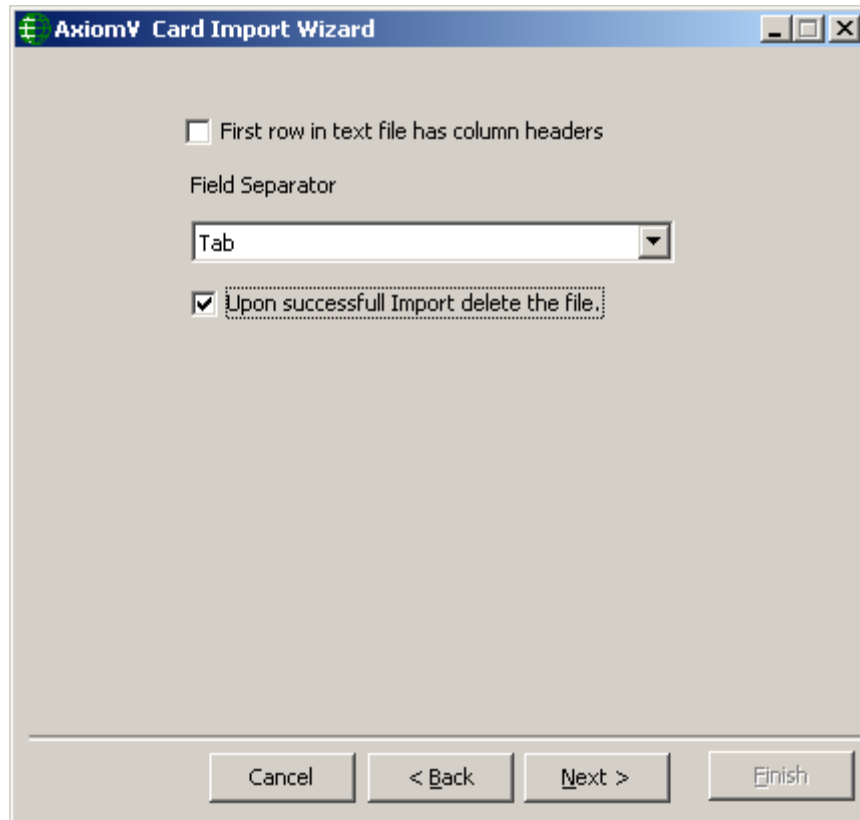 AxiomV Card Import Wizard
First row in text file has column headers
Field Separator
Tab
Upon successfull Import delete the file.
Cancel
< Back
Next >
Finish